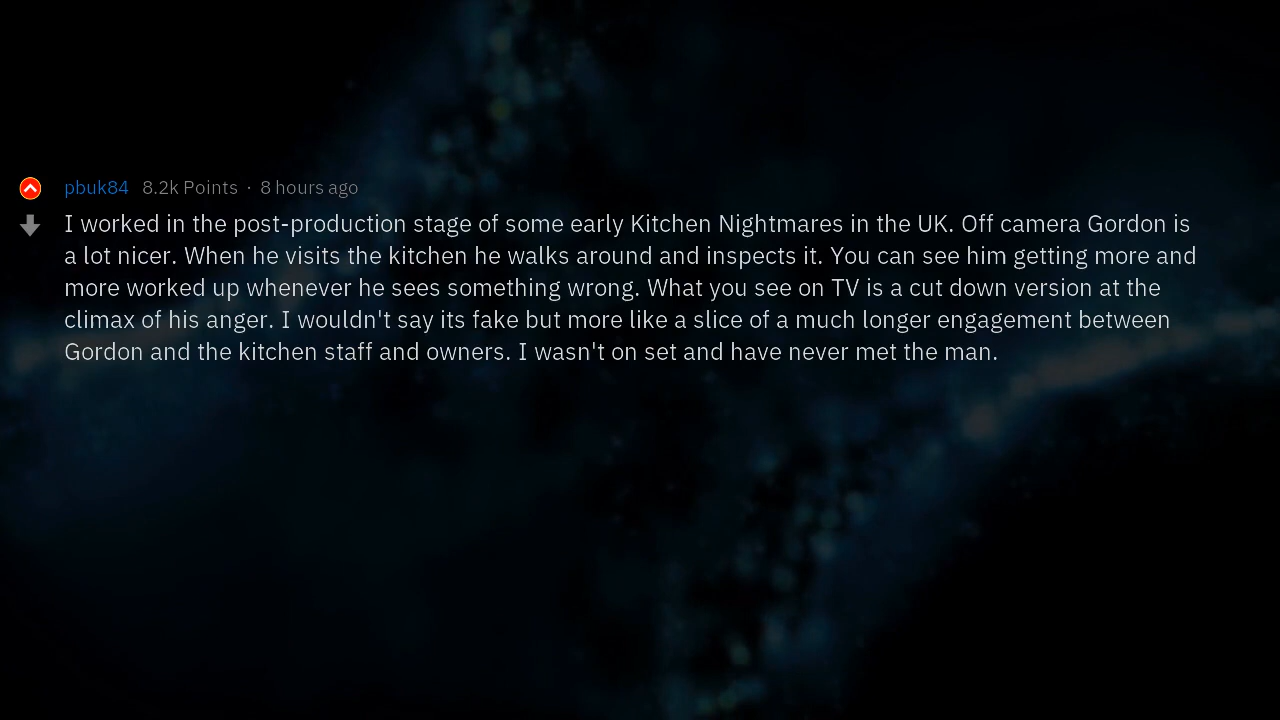 pbuk84 8.2k Points · 8 hours ago
I worked in the post-production stage of some early Kitchen Nightmares in the UK. Off camera Gordon is
a lot nicer. When he visits the kitchen he walks around and inspects it. You can see him getting more and
more worked up whenever he sees something wrong. What you see on TV is a cut down version at the
climax of his anger. I wouldn't say its fake but more like a slice of a much longer engagement between
Gordon and the kitchen staff and owners. I wasn't on set and have never met the man.